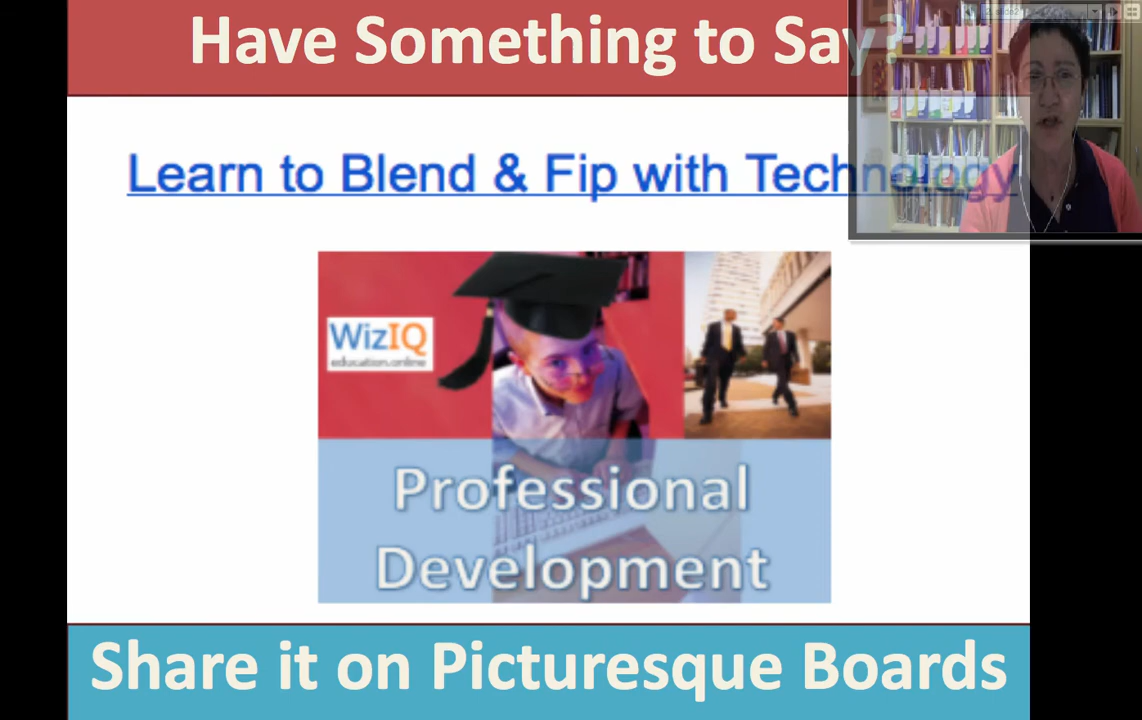 Have Something to Say?
Learn to Blend & Fip with Technology
WizIQ
education.online
Professional
Development
Share it on Picturesque Boards